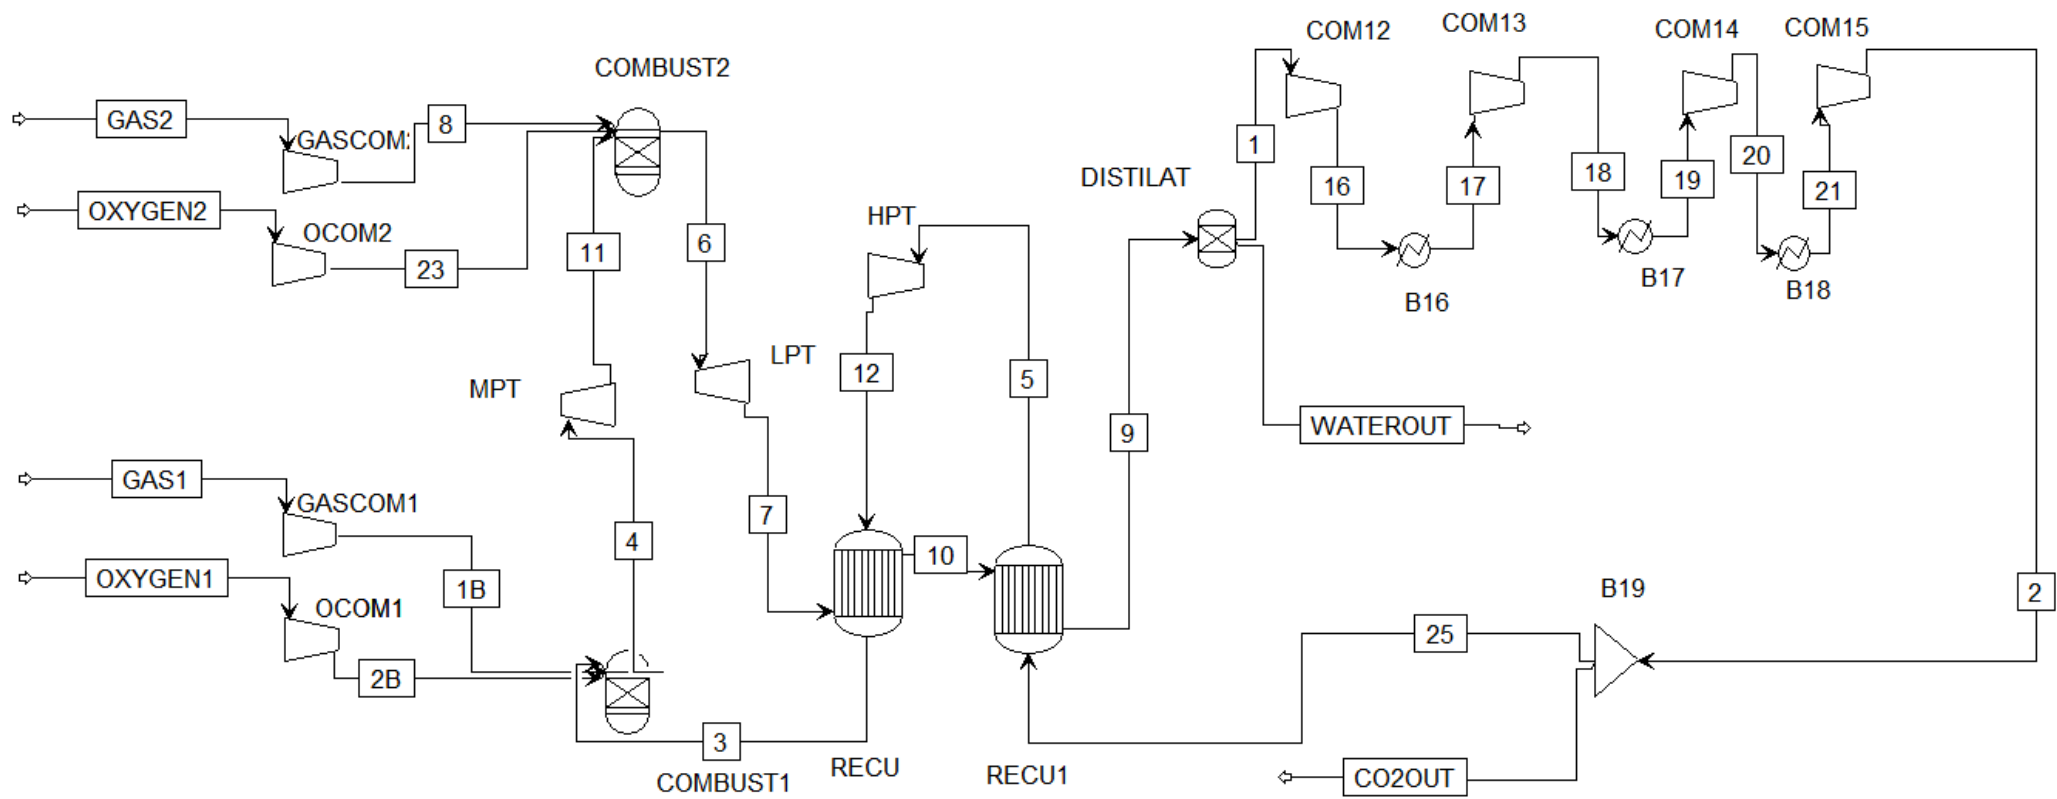 COM12
COM13
COM14
COM15
COMBUST2
GAS2
GASCOM2
8
1
20
DISTILAT
16
17
18
19
21
OXYGEN2
OCOM2
HPT
11
6
23
B16
B17
B18
MPT
LPT
12
5
9
WATEROUT
GAS1
GASCOM1
7
4
10
OXYGEN1
1B
OCOM1
B19
2
25
2B
3
COMBUST1
RECU
RECU1
CO2OUT